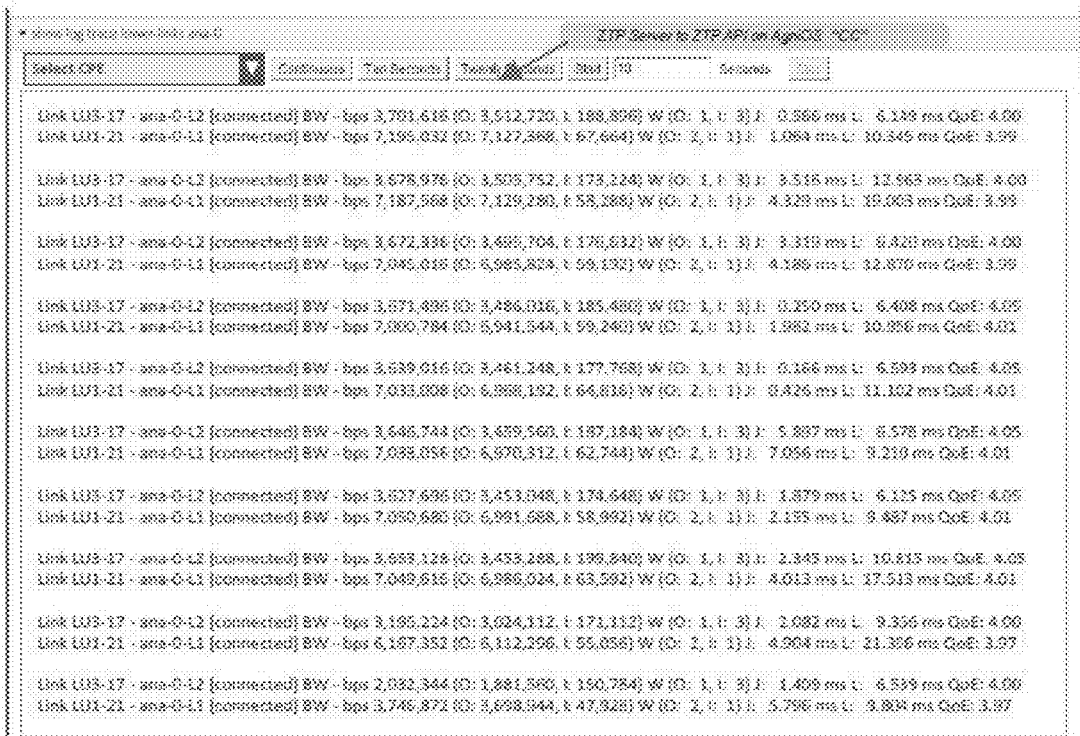 show log trace lower-links ana-0
ZTP Server to ZTP API on AgniOS "CC"
Select CPE Continuous Ten Seconds Twenty Seconds Start 10 Seconds
Link LU3-17 - ana-0-L2 [connected] BW - bps 3,701,616 (O: 3,512,720, I: 188,896) W (O: 1, I: 3) J: 0.566 ms L: 6.149 ms QoE: 4.00
Link LU3-17 - ana-0-L2 [connected] BW - bps 7,195,032 (O: 7,127,368, I: 67,664) W (O: 2, I: 1) J: 1.064 ms L: 10.345 ms QoE: 3.99
Link LU3-17 - ana-0-L2 [connected] BW - bps 3,678,976 (O: 3,505,752, I: 173,224) W (O: 1, I: 3) J: 3.516 ms L: 12.563 ms QoE: 4.00
Link LU1-21 - ana-0-L1 [connected] BW - bps 7,187,568 (O: 7,129,280, I: 58,288) W (O: 2, I: 1) J: 4.329 ms L: 19.003 ms QoE: 3.99
Link LU3-17 - ana-0-L2 [connected] BW - bps 3,672,336 (O: 3,495,704, I: 176,632) W (O: 1, I: 3) J: 3.319 ms L: 6.420 ms QoE: 4.00
Link LU1-21 - ana-0-L1 [connected] BW - bps 7,045,016 (O: 6,985,824, I: 59,192) W (O: 2, I: 1) J: 4.186 ms L: 12.870 ms QoE: 3.99
Link LU3-17 - ana-0-L2 [connected] BW - bps 3,671,496 (O: 3,486,016, I: 185,480) W (O: 1, I: 3) J: 0.250 ms L: 6.408 ms QoE: 4.05
Link LU1-21 - ana-0-L1 [connected] BW - bps 7,000,784 (O: 6,941,544, I: 59,240) W (O: 2, I: 1) J: 1.982 ms L: 10.956 ms QoE: 4.01
Link LU3-17 - ana-0-L2 [connected] BW - bps 3,639,016 (O: 3,461,248, I: 177,768) W (O: 1, I: 3) J: 0.166 ms L: 6.593 ms QoE: 4.05
Link LU1-21 - ana-0-L1 [connected] BW - bps 7,033,008 (O: 6,968,192, I: 64,816) W (O: 2, I: 1) J: 0.426 ms L: 11.102 ms QoE: 4.01
Link LU3-17 - ana-0-L2 [connected] BW - bps 3,646,744 (O: 3,459,560, I: 187,184) W (O: 1, I: 3) J: 5.897 ms L: 6.578 ms QoE: 4.05
Link LU1-21 - ana-0-L1 [connected] BW - bps 7,033,056 (O: 6,970,312, I: 62,744) W (O: 2, I: 1) J: 7.056 ms L: 9.210 ms QoE: 4.01
Link LU3-17 - ana-0-L2 [connected] BW - bps 3,627,696 (O: 3,453,048, I: 174,648) W (O: 1, I: 3) J: 1.879 ms L: 6.125 ms QoE: 4.05
Link LU1-21 - ana-0-L1 [connected] BW - bps 7,050,680 (O: 6,991,688, I: 58,992) W (O: 2, I: 1) J: 2.135 ms L: 9.487 ms QoE: 4.01
Link LU3-17 - ana-0-L2 [connected] BW - bps 3,653,128 (O: 3,453,288, I: 199,840) W (O: 1, I: 3) J: 2.345 ms L: 10.815 ms QoE: 4.05
Link LU1-21 - ana-0-L1 [connected] BW - bps 7,049,616 (O: 6,986,024, I: 63,592) W (O: 2, I: 1) J: 4.013 ms L: 17.513 ms QoE: 4.01
Link LU3-17 - ana-0-L2 [connected] BW - bps 3,195,224 (O: 3,024,112, I: 171,112) W (O: 1, I: 3) J: 2.082 ms L: 9.356 ms QoE: 4.00
Link LU1-21 - ana-0-L1 [connected] BW - bps 6,167,352 (O: 6,112,296, I: 55,056) W (O: 2, I: 1) J: 4.904 ms L: 21.396 ms QoE: 3.97
Link LU3-17 - ana-0-L2 [connected] BW - bps 2,032,344 (O: 1,881,560, I: 150,784) W (O: 1, I: 3) J: 1.409 ms L: 6.539 ms QoE: 4.00
Link LU1-21 - ana-0-L1 [connected] BW - bps 3,746,872 (O: 3,698,944, I: 47,928) W (O: 2, I: 1) J: 5.796 ms L: 9.804 ms QoE: 3.97